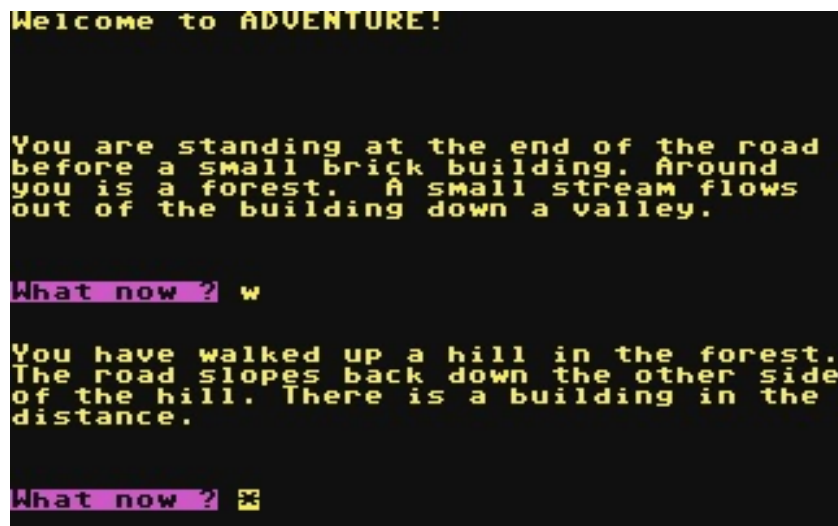 Welcome to ADVENTURE!
You are standing at the end of the road
before a small brick building. Around
you is a forest.  A small stream flows
out of the building down a valley.
What now ? w
You have walked up a hill in the forest.
The road slopes back down the other side
of the hill. There is a building in the
distance.
What now ? *